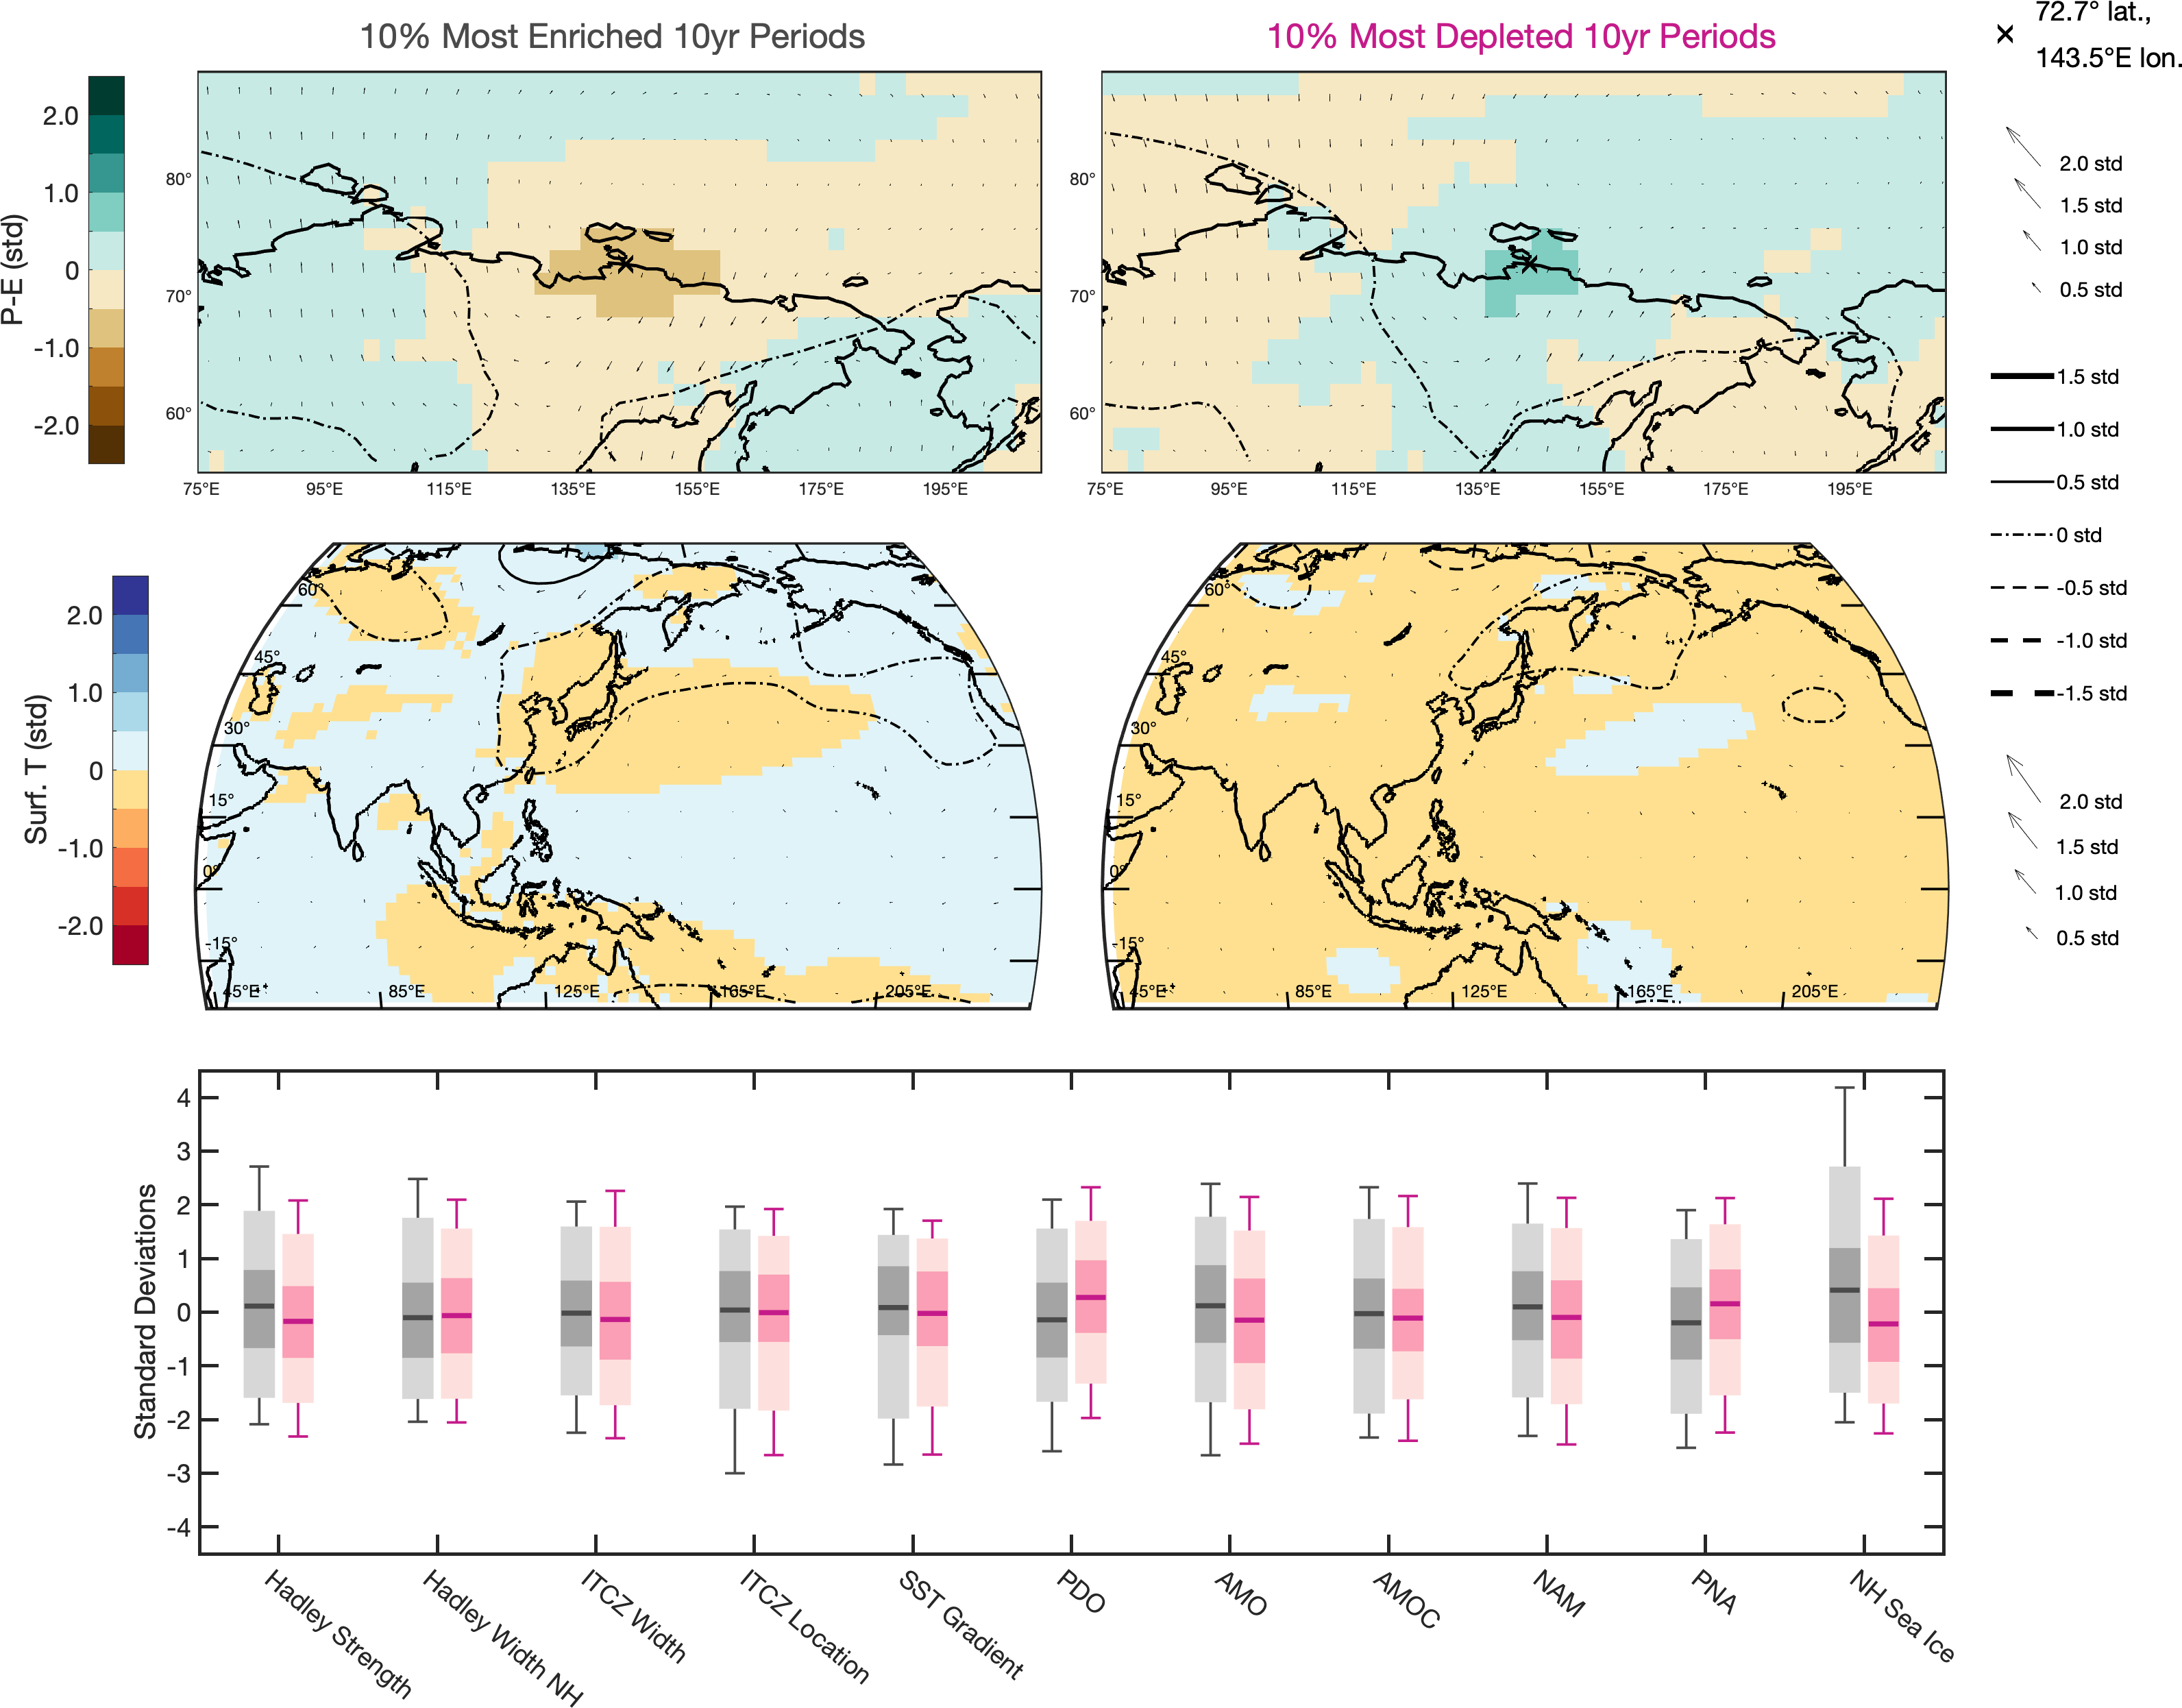 10% Most Enriched 10yr Periods
10% Most Depleted 10yr Periods
72.7° lat.,
143.5°E lon.
P-E (std)
2.0
1.0
0
-1.0
-2.0
80°
70°
60°
75°E 95°E 115°E 135°E 155°E 175°E 195°E
80°
70°
60°
75°E 95°E 115°E 135°E 155°E 175°E 195°E
2.0 std
1.5 std
1.0 std
0.5 std
1.5 std
1.0 std
0.5 std
0 std
-0.5 std
-1.0 std
-1.5 std
2.0 std
1.5 std
1.0 std
0.5 std
Surf. T (std)
2.0
1.0
0
-1.0
-2.0
60°
45°
30°
15°
0°
-15°
45°E 85°E 125°E 165°E 205°E
60°
45°
30°
15°
0°
-15°
45°E 85°E 125°E 165°E 205°E
Standard Deviations
4
3
2
1
0
-1
-2
-3
-4
Hadley Strength
Hadley Width NH
ITCZ Width
ITCZ Location
SST Gradient
PDO
AMO
AMOC
NAM
PNA
NH Sea Ice